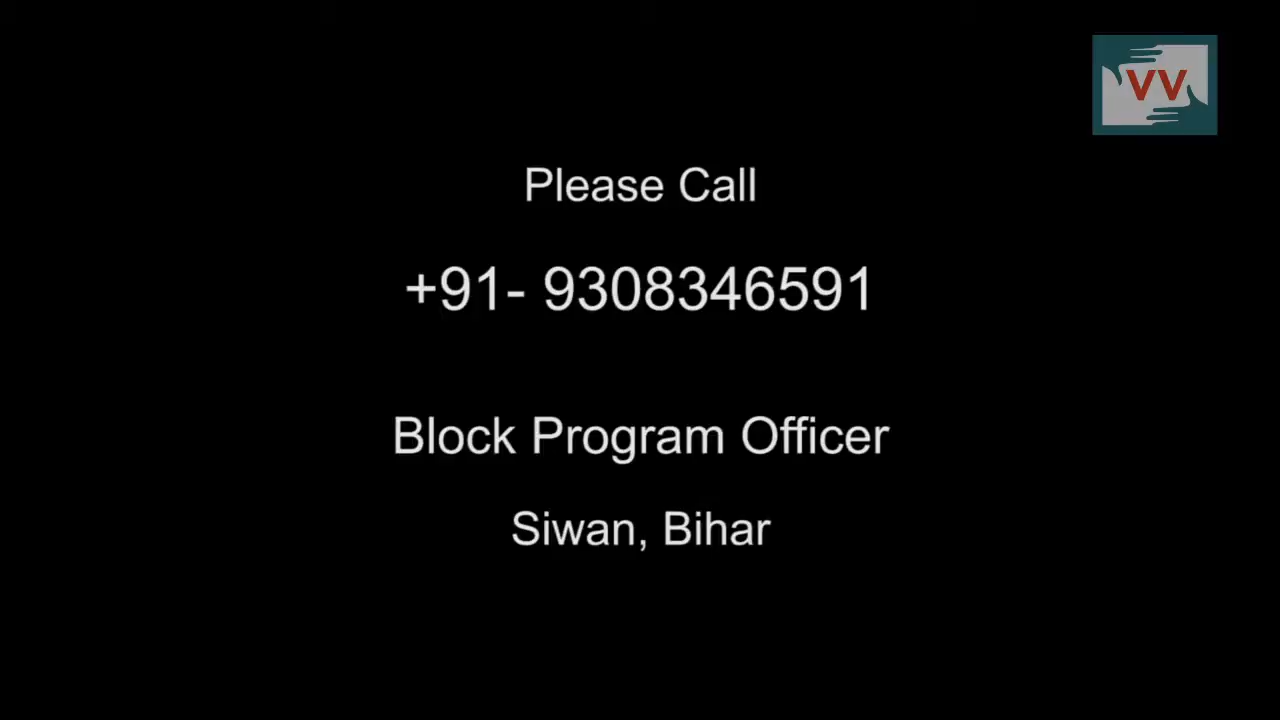 VV
Please Call
+91- 9308346591
Block Program Officer
Siwan, Bihar